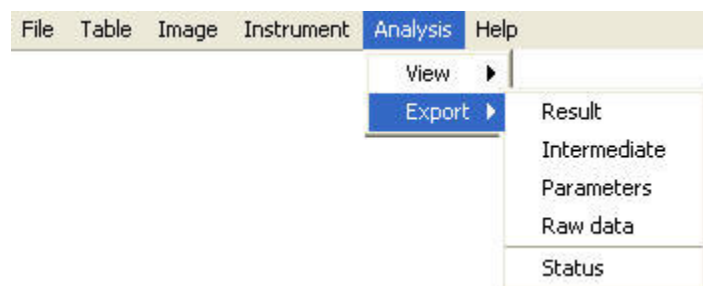 File Table Image Instrument Analysis Help
View
Export Result
Intermediate
Parameters
Raw data
Status